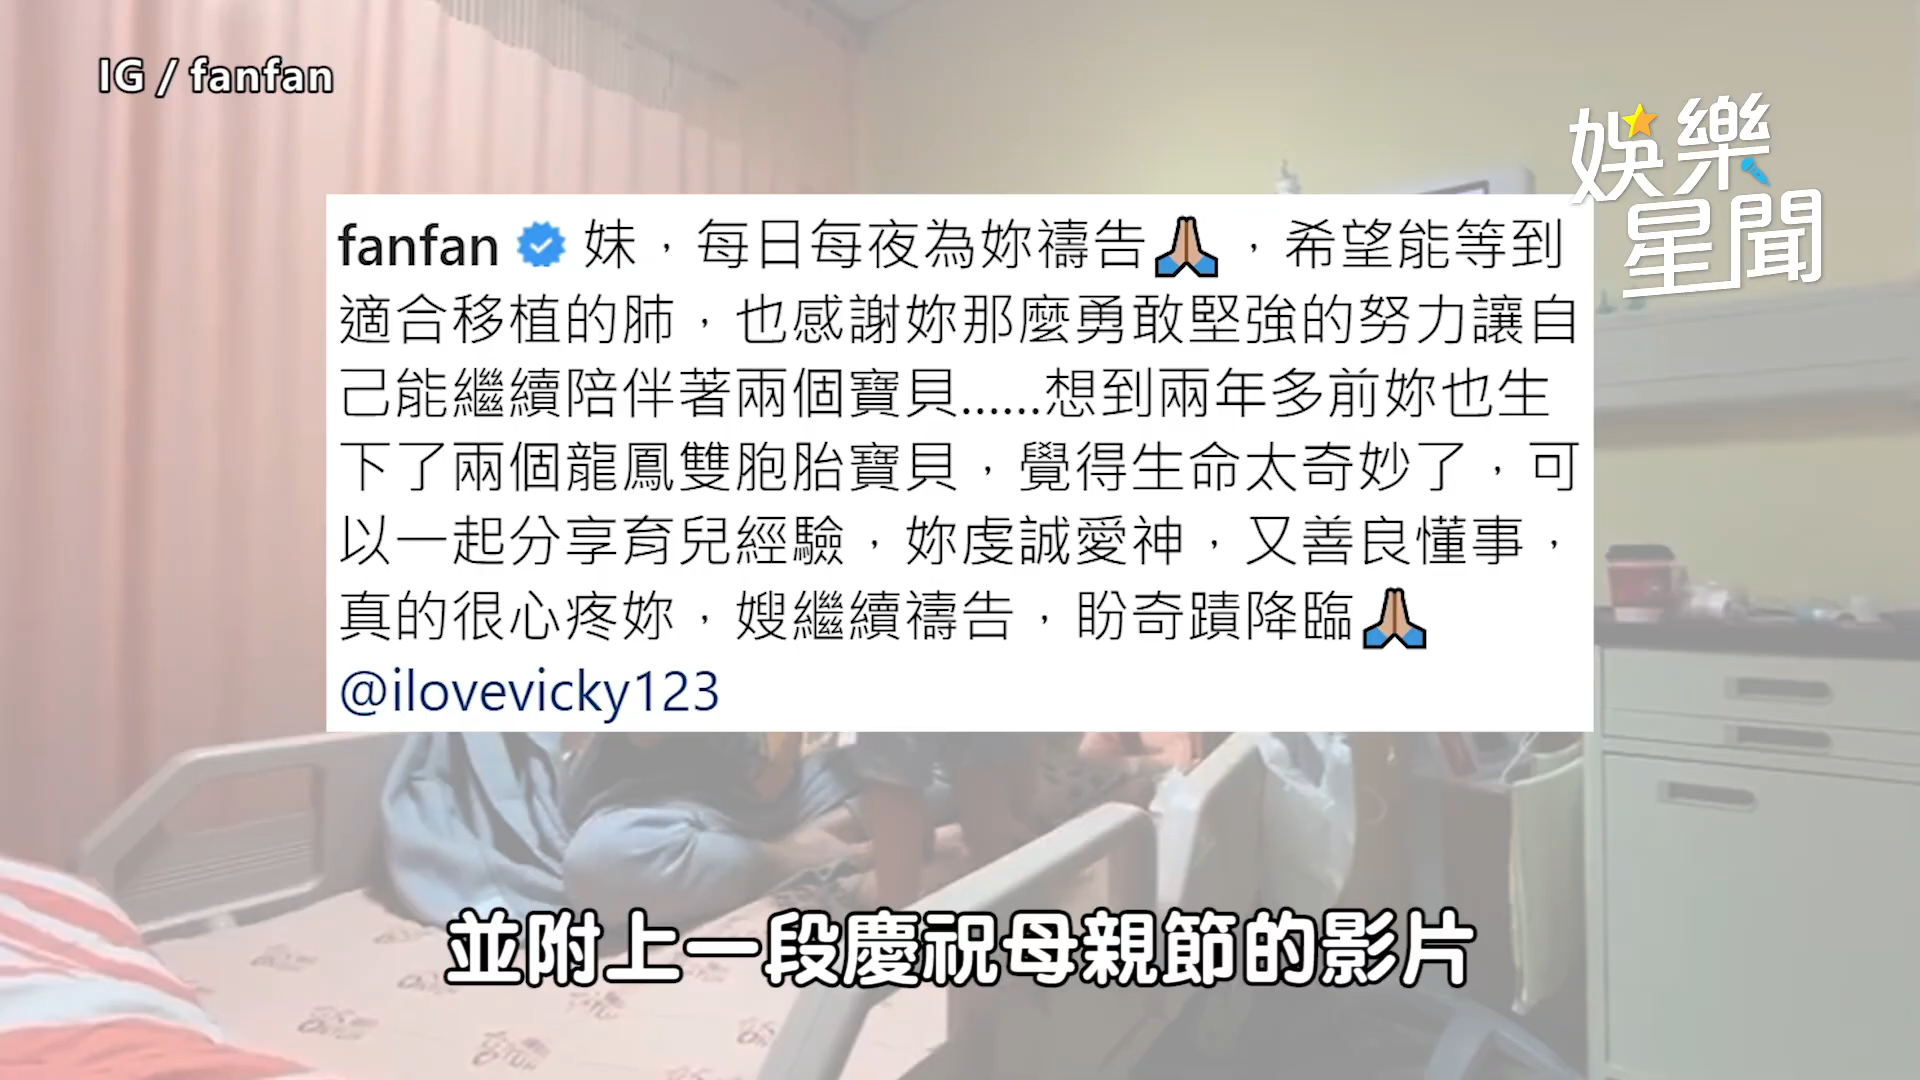 IG / fanfan
娛樂
星聞
fanfan 妹，每日每夜為妳禱告🙏🏼，希望能等到
適合移植的肺，也感謝妳那麼勇敢堅強的努力讓自
己能繼續陪伴著兩個寶貝......想到兩年多前妳也生
下了兩個龍鳳雙胞胎寶貝，覺得生命太奇妙了，可
以一起分享育兒經驗，妳虔誠愛神，又善良懂事，
真的很心疼妳，嫂繼續禱告，盼奇蹟降臨🙏🏼
@ilovevicky123
並附上一段慶祝母親節的影片